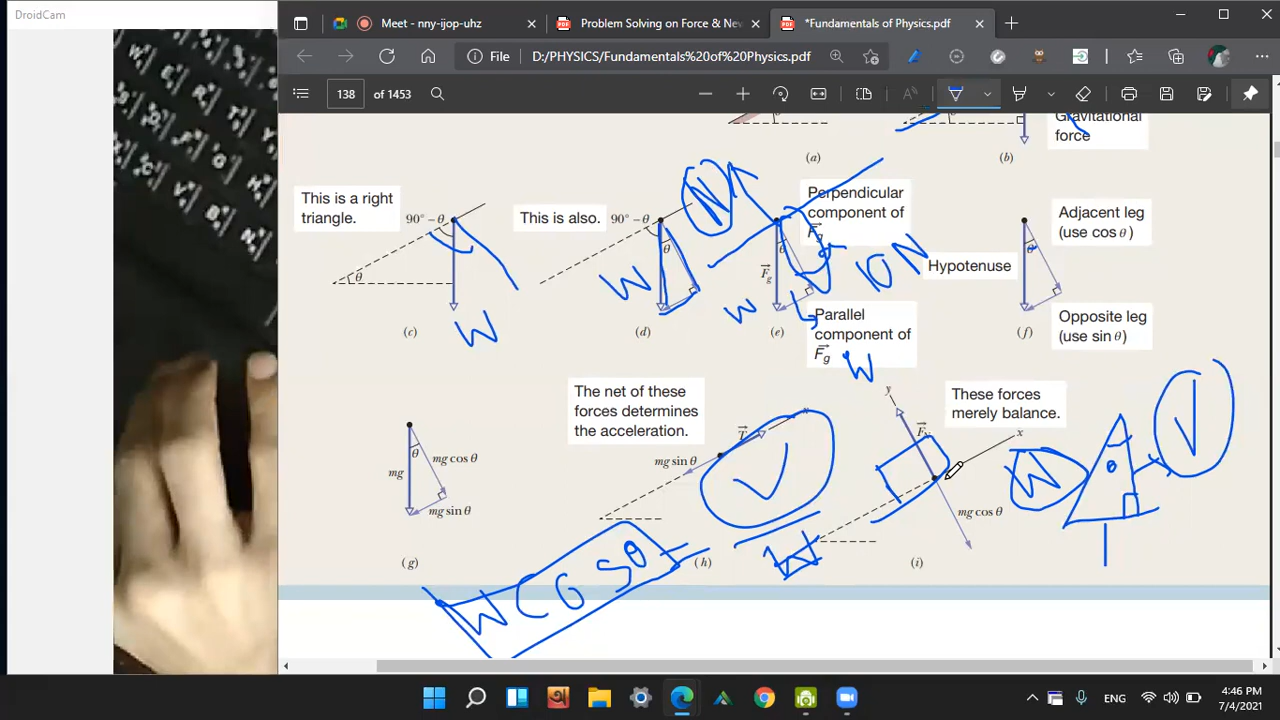 DroidCam
Meet - nny-ijop-uhz
Problem Solving on Force & Ne
*Fundamentals of Physics.pdf
File
D:/PHYSICS/Fundamentals%20of%20Physics.pdf
138 of 1453
Gravitational
force
(a)
(b)
This is a right
triangle.
90° – θ
θ
W
(c)
This is also.
90° – θ
θ
W
(d)
N
Perpendicular
component of
F⃗g
θ
F⃗g
10 N
W
Parallel
component of
F⃗g
(e)
W
Hypotenuse
θ
Adjacent leg
(use cos θ)
Opposite leg
(use sin θ)
(f)
mg
θ
mg cos θ
mg sin θ
(g)
The net of these
forces determines
the acceleration.
T⃗
x
mg sin θ
(h)
W COSθ =
W
These forces
merely balance.
y
x
mg cos θ
(i)
W
θ
ENG
4:46 PM
7/4/2021